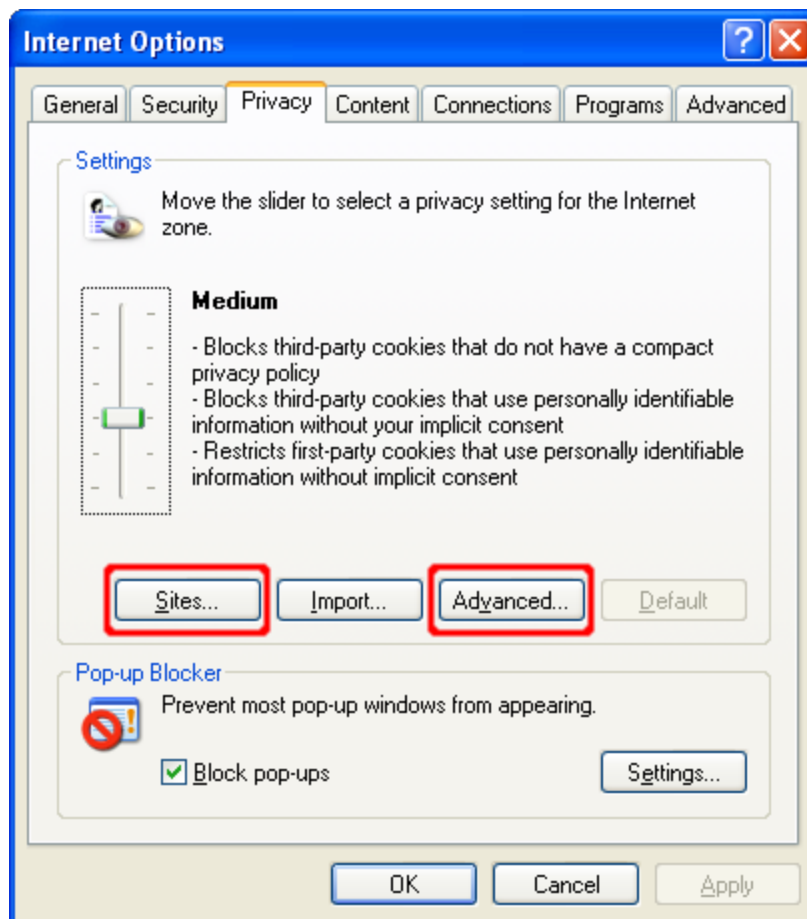 Internet Options
General Security Privacy Content Connections Programs Advanced
Settings
Move the slider to select a privacy setting for the Internet
zone.
Medium
- Blocks third-party cookies that do not have a compact
privacy policy
- Blocks third-party cookies that use personally identifiable
information without your implicit consent
- Restricts first-party cookies that use personally identifiable
information without implicit consent
Sites... Import... Advanced... Default
Pop-up Blocker
Prevent most pop-up windows from appearing.
Block pop-ups Settings...
OK Cancel Apply